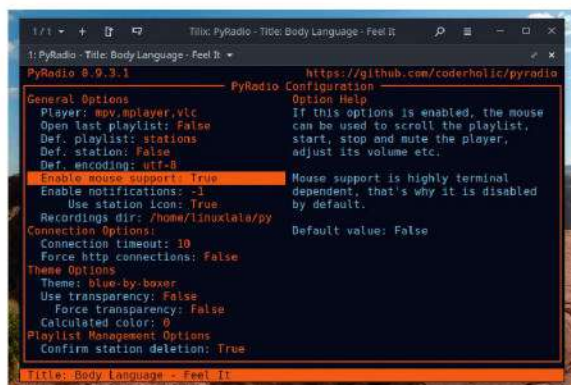 1 / 1
Tilix: PyRadio - Title: Body Language - Feel It
1: PyRadio - Title: Body Language - Feel It
PyRadio 0.9.3.1
https://github.com/coderholic/pyradio
PyRadio Configuration
General Options
Player: mpv,mplayer,vlc
Open last playlist: False
Def. playlist: stations
Def. station: False
Def. encoding: utf-8
Enable mouse support: True
Enable notifications: -1
Use station icon: True
Recordings dir: /home/linuxlala/py
Connection Options:
Connection timeout: 10
Force http connections: False
Theme Options
Theme: blue-by-boxer
Use transparency: False
Force transparency: False
Calculated color: 0
Playlist Management Options
Confirm station deletion: True
Option Help
If this options is enabled, the mouse
can be used to scroll the playlist,
start, stop and mute the player,
adjust its volume etc.
Mouse support is highly terminal
dependent, that's why it is disabled
by default.
Default value: False
Title: Body Language - Feel It